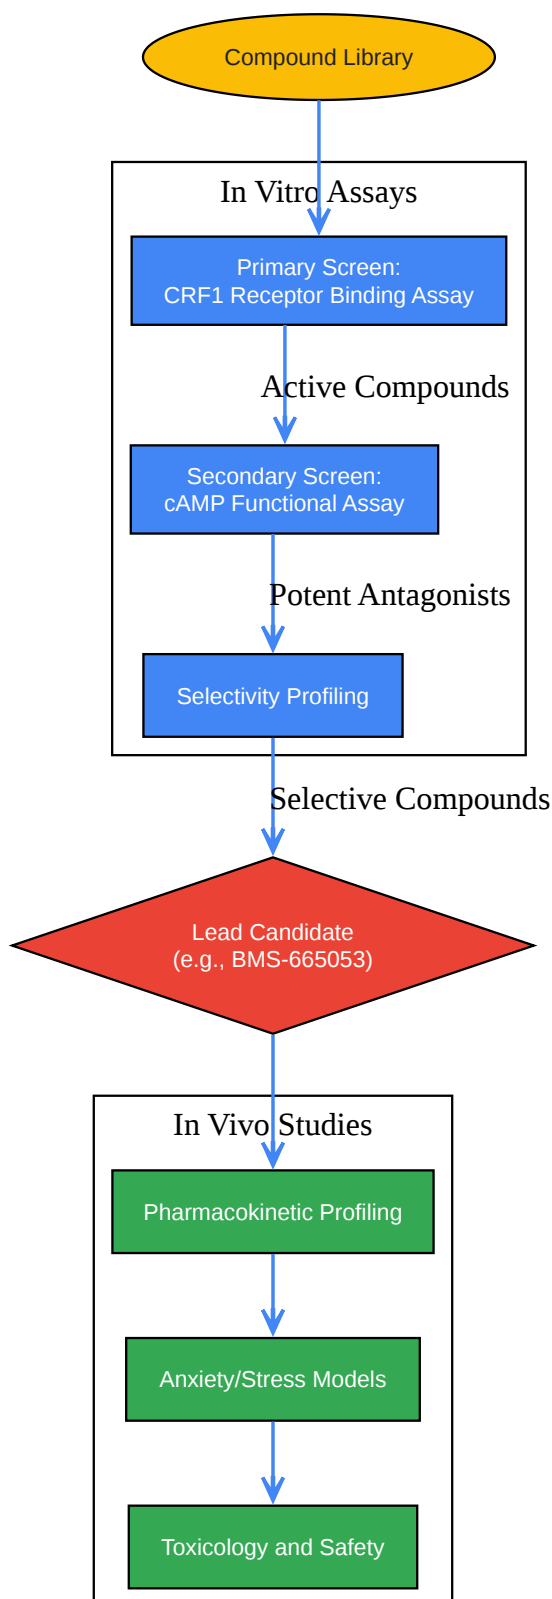 Compound Library
In Vitro Assays
Primary Screen:
CRF1 Receptor Binding Assay
Active Compounds
Secondary Screen:
cAMP Functional Assay
Potent Antagonists
Selectivity Profiling
Selective Compounds
Lead Candidate
(e.g., BMS-665053)
In Vivo Studies
Pharmacokinetic Profiling
Anxiety/Stress Models
Toxicology and Safety